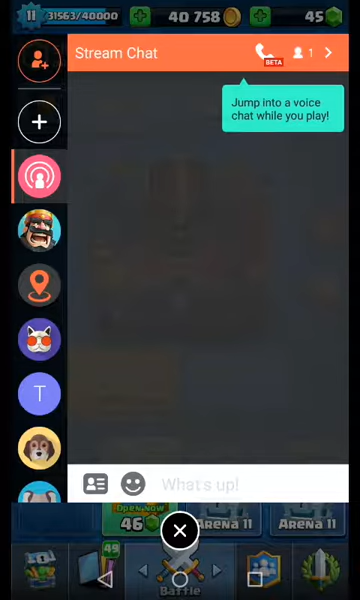 11
31563/40000
40 758
45
Stream Chat
BETA
1
Jump into a voice
chat while you play!
T
What's up!
Open now
46
Arena 11
Arena 11
49
Battle